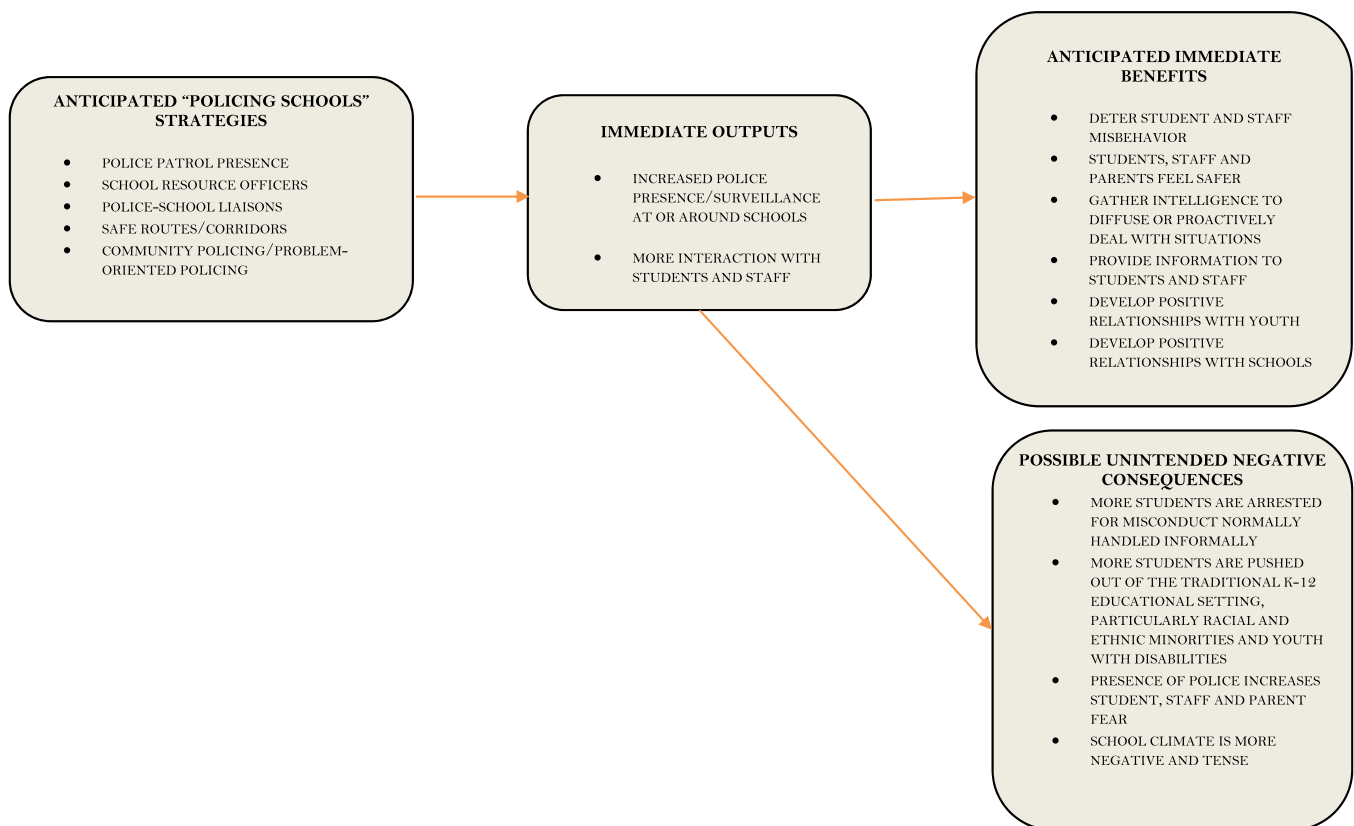 ANTICIPATED “POLICING SCHOOLS”
STRATEGIES
• POLICE PATROL PRESENCE
• SCHOOL RESOURCE OFFICERS
• POLICE-SCHOOL LIAISONS
• SAFE ROUTES/CORRIDORS
• COMMUNITY POLICING/PROBLEM-
ORIENTED POLICING
IMMEDIATE OUTPUTS
• INCREASED POLICE
PRESENCE/SURVEILLANCE
AT OR AROUND SCHOOLS
• MORE INTERACTION WITH
STUDENTS AND STAFF
ANTICIPATED IMMEDIATE
BENEFITS
• DETER STUDENT AND STAFF
MISBEHAVIOR
• STUDENTS, STAFF AND
PARENTS FEEL SAFER
• GATHER INTELLIGENCE TO
DIFFUSE OR PROACTIVELY
DEAL WITH SITUATIONS
• PROVIDE INFORMATION TO
STUDENTS AND STAFF
• DEVELOP POSITIVE
RELATIONSHIPS WITH YOUTH
• DEVELOP POSITIVE
RELATIONSHIPS WITH SCHOOLS
POSSIBLE UNINTENDED NEGATIVE
CONSEQUENCES
• MORE STUDENTS ARE ARRESTED
FOR MISCONDUCT NORMALLY
HANDLED INFORMALLY
• MORE STUDENTS ARE PUSHED
OUT OF THE TRADITIONAL K-12
EDUCATIONAL SETTING,
PARTICULARLY RACIAL AND
ETHNIC MINORITIES AND YOUTH
WITH DISABILITIES
• PRESENCE OF POLICE INCREASES
STUDENT, STAFF AND PARENT
FEAR
• SCHOOL CLIMATE IS MORE
NEGATIVE AND TENSE